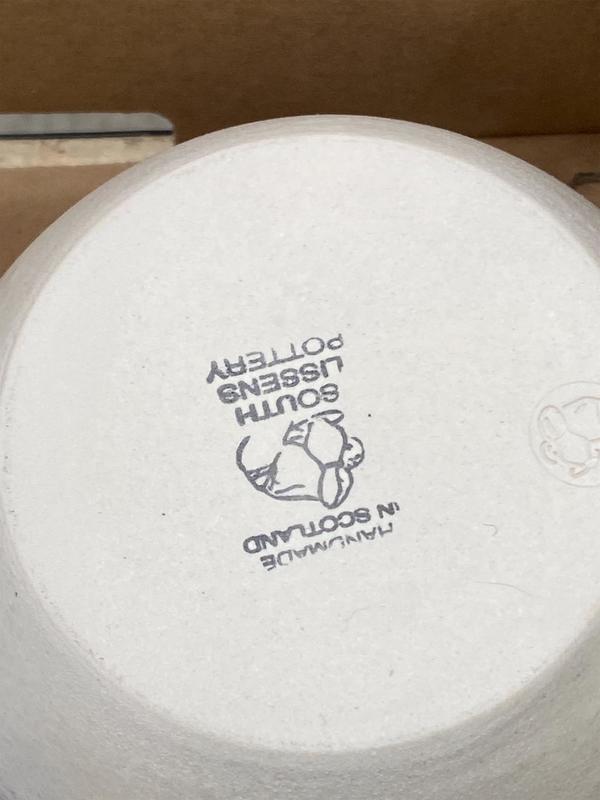 HANDMADE
IN SCOTLAND
SOUTH
LISSENS
POTTERY